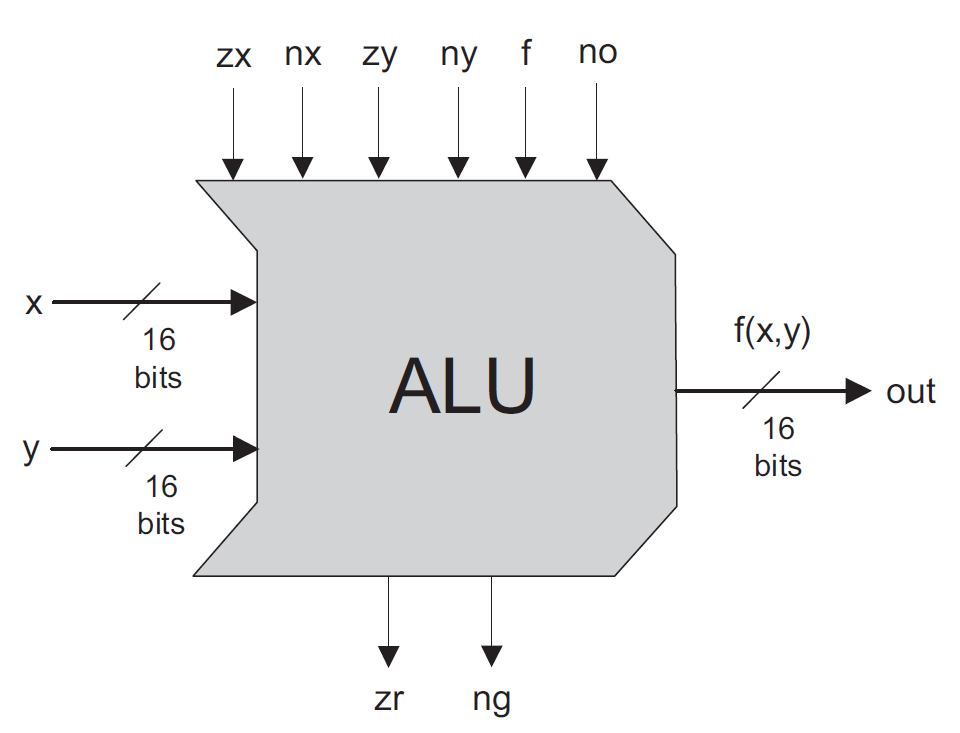 zx nx zy ny f no
x
16
bits
y
16
bits
ALU
f(x,y)
out
16
bits
zr ng